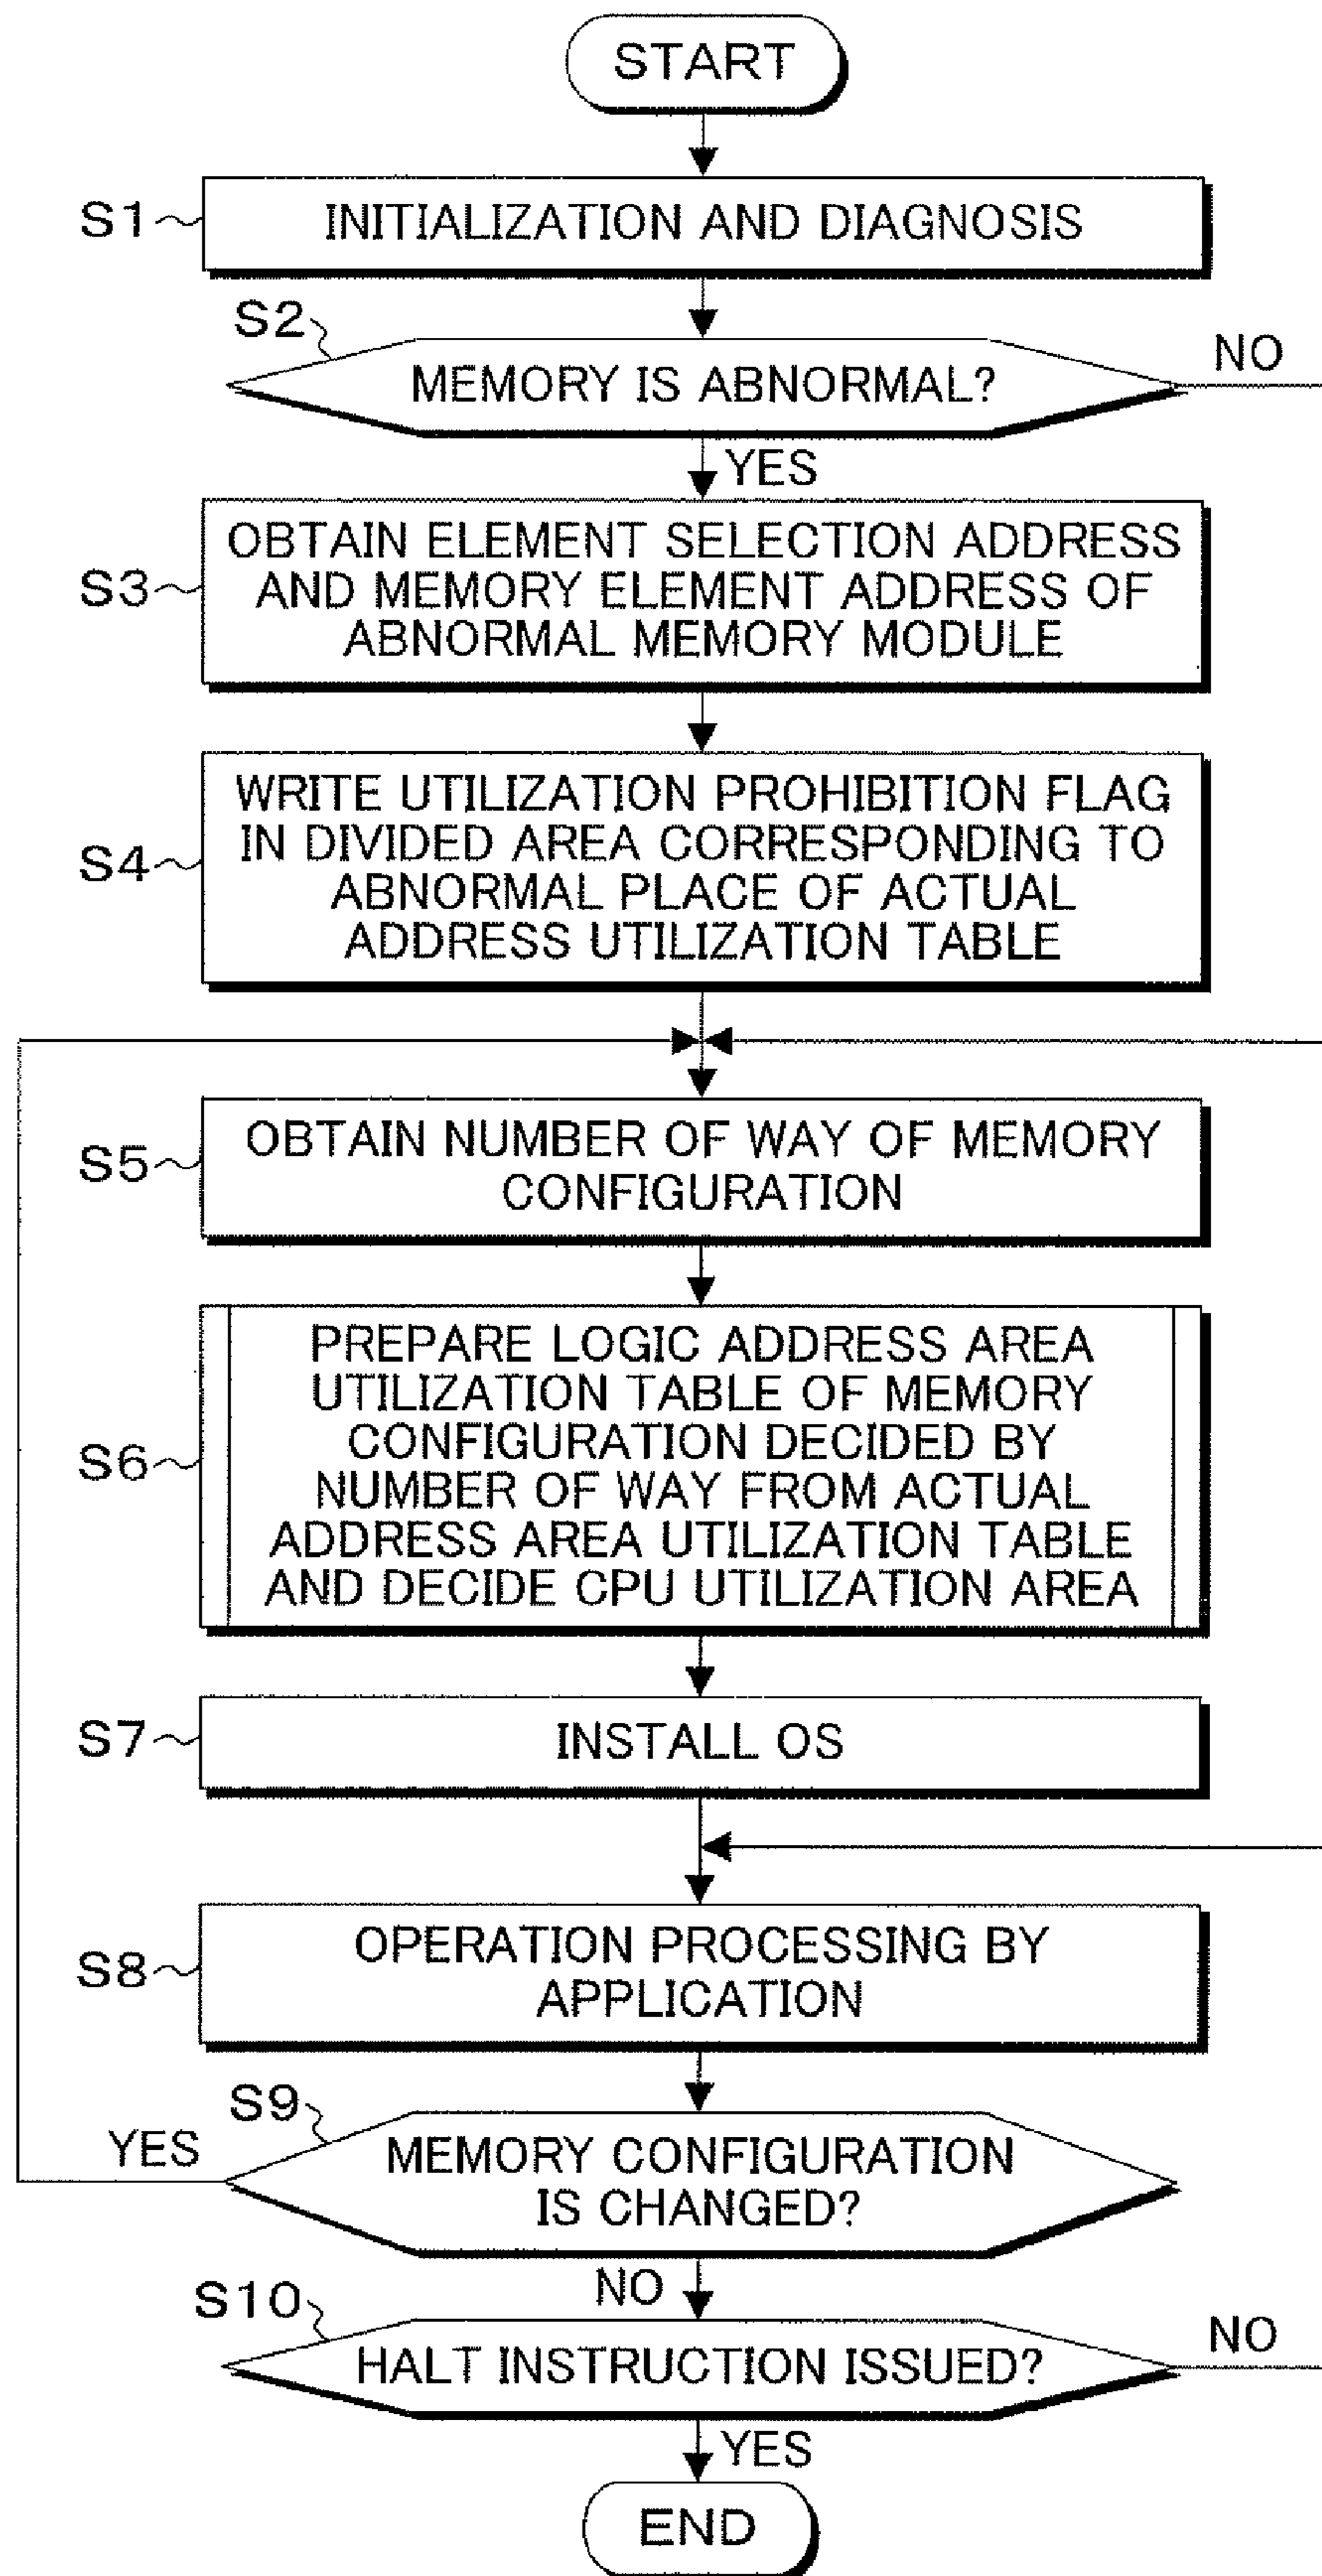 START
S1
INITIALIZATION AND DIAGNOSIS
S2
MEMORY IS ABNORMAL?
NO
YES
S3
OBTAIN ELEMENT SELECTION ADDRESS
AND MEMORY ELEMENT ADDRESS OF
ABNORMAL MEMORY MODULE
S4
WRITE UTILIZATION PROHIBITION FLAG
IN DIVIDED AREA CORRESPONDING TO
ABNORMAL PLACE OF ACTUAL
ADDRESS UTILIZATION TABLE
S5
OBTAIN NUMBER OF WAY OF MEMORY
CONFIGURATION
S6
PREPARE LOGIC ADDRESS AREA
UTILIZATION TABLE OF MEMORY
CONFIGURATION DECIDED BY
NUMBER OF WAY FROM ACTUAL
ADDRESS AREA UTILIZATION TABLE
AND DECIDE CPU UTILIZATION AREA
S7
INSTALL OS
S8
OPERATION PROCESSING BY
APPLICATION
S9
YES
MEMORY CONFIGURATION
IS CHANGED?
NO
S10
HALT INSTRUCTION ISSUED?
NO
YES
END